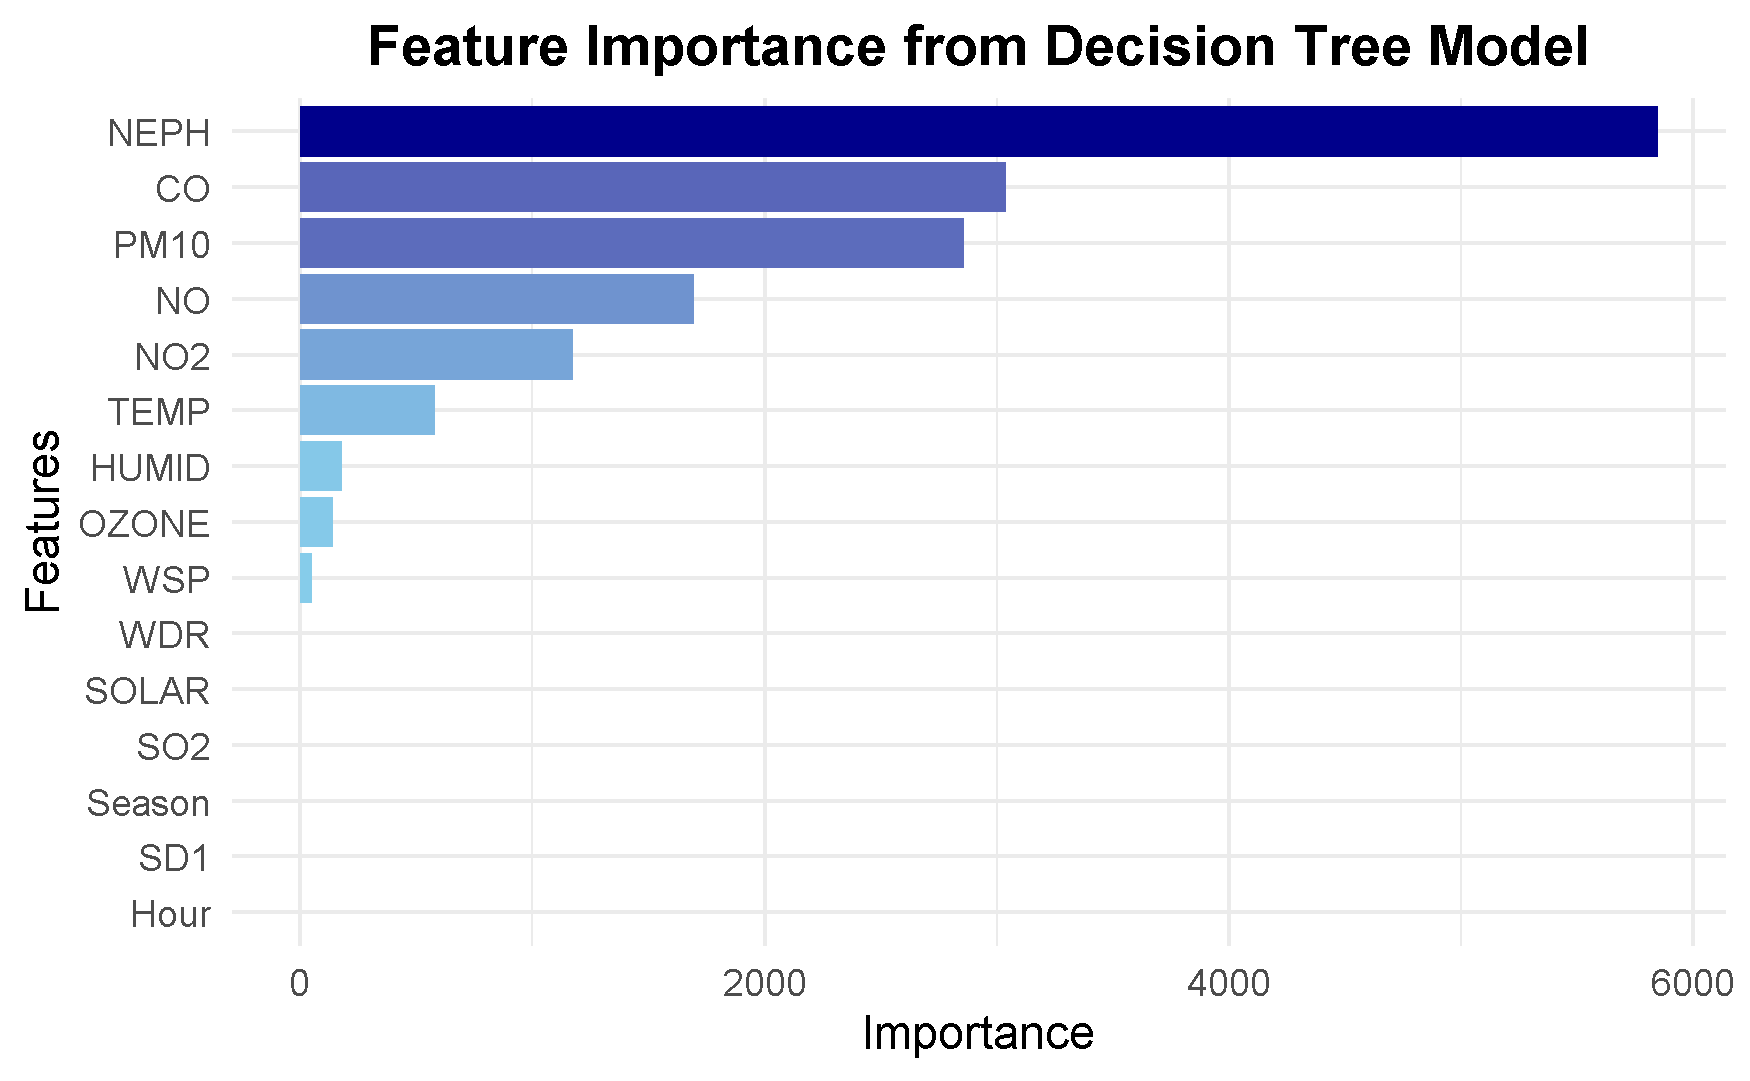 Feature Importance from Decision Tree Model
NEPH
CO
PM10
NO
NO2
TEMP
HUMID
OZONE
WSP
WDR
SOLAR
SO2
Season
SD1
Hour
Features
0 2000 4000 6000
Importance